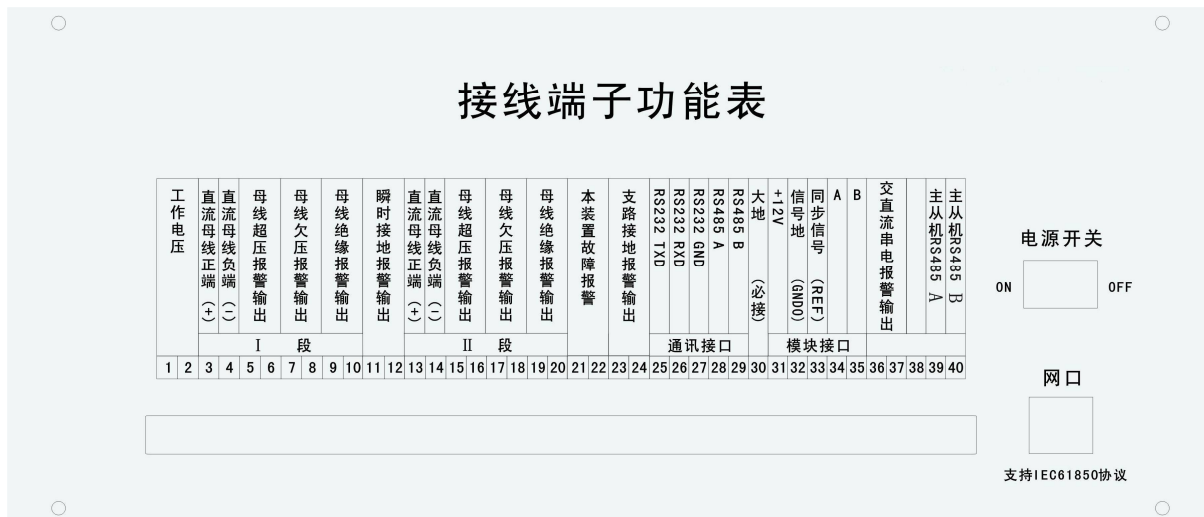 接线端子功能表
工作电压
直流母线正端（+）
直流母线负端（-）
母线超压报警输出
母线欠压报警输出
母线绝缘报警输出
瞬时接地报警输出
直流母线正端（+）
直流母线负端（-）
母线超压报警输出
母线欠压报警输出
母线绝缘报警输出
本装置故障报警
支路接地报警输出
RS232 TXD
RS232 RXD
RS232 GND
RS485 A
RS485 B
大地（必接）
+12V
信号地（GND0）
同步信号（REF）
A
B
交直流串电报警输出
主从机RS485 A
主从机RS485 B
I 段
II 段
通讯接口
模块接口
1 2 3 4 5 6 7 8 9 10 11 12 13 14 15 16 17 18 19 20 21 22 23 24 25 26 27 28 29 30 31 32 33 34 35 36 37 38 39 40
电源开关
ON OFF
网口
支持IEC61850协议